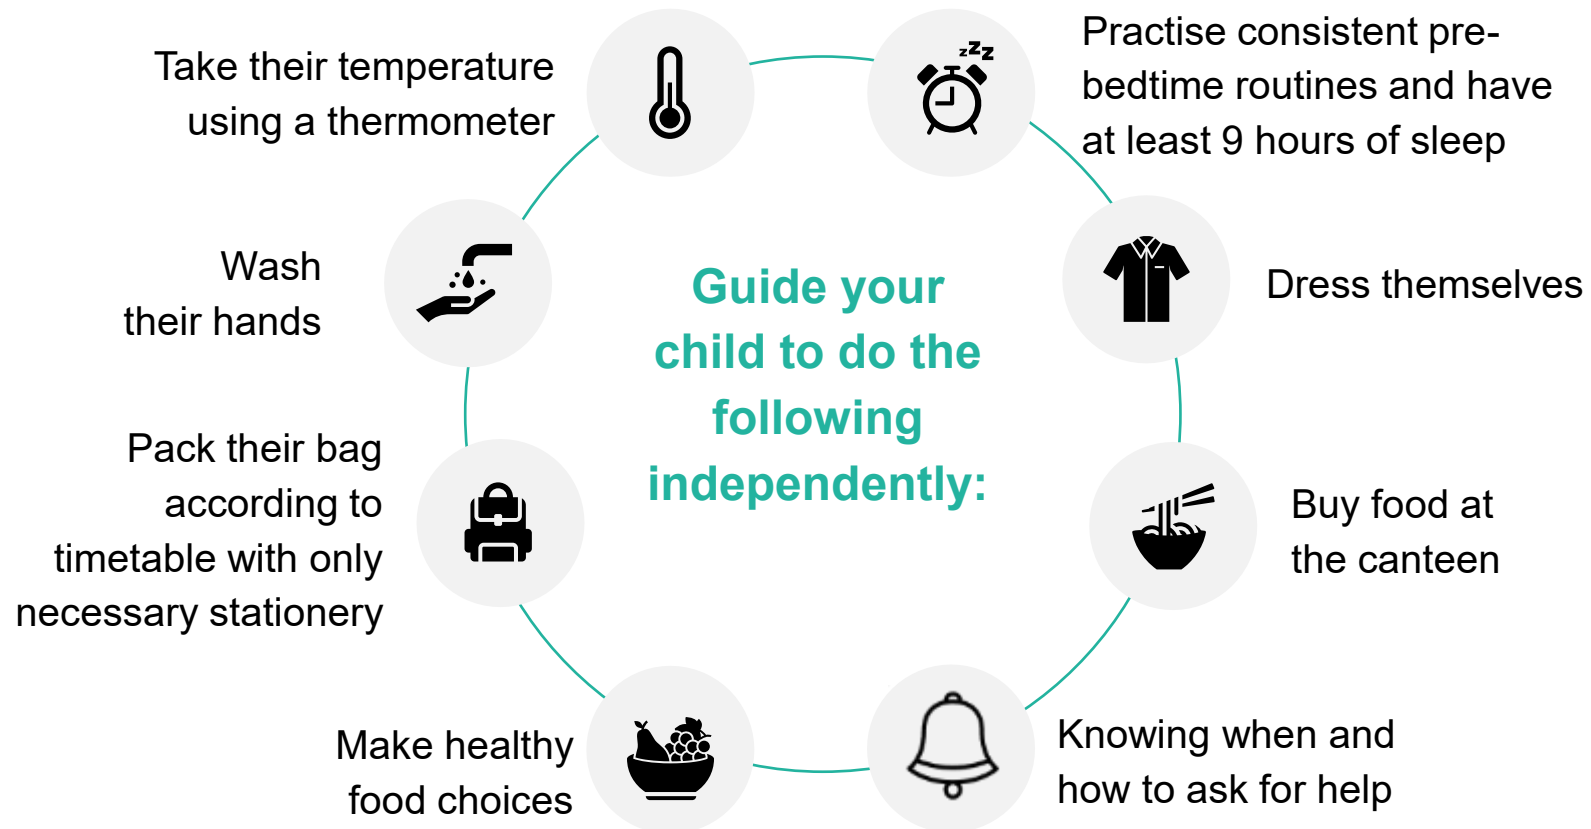 Guide your
child to do the
following
independently:
Practise consistent pre-
bedtime routines and have
at least 9 hours of sleep
Dress themselves
Buy food at
the canteen
Knowing when and
how to ask for help
Make healthy
food choices
Pack their bag
according to
timetable with only
necessary stationery
Wash
their hands
Take their temperature
using a thermometer
zzz